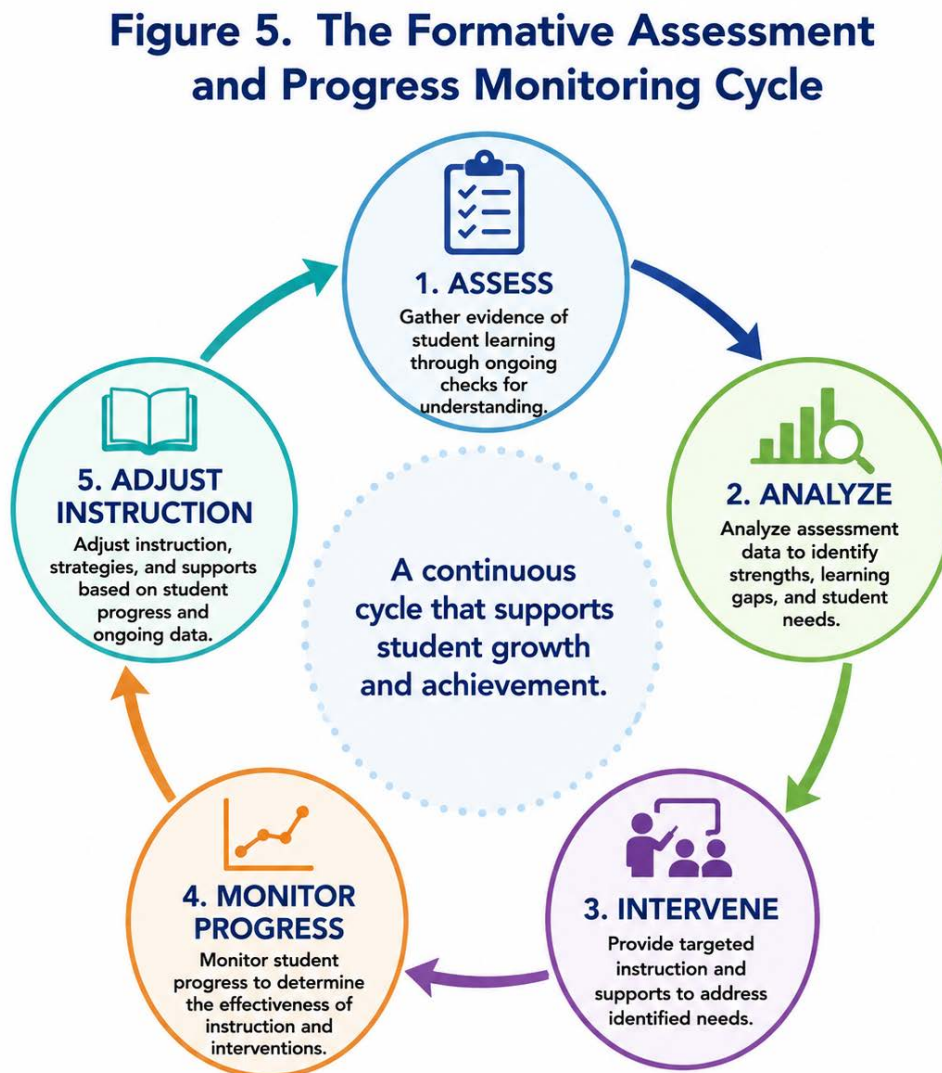 Figure 5. The Formative Assessment
and Progress Monitoring Cycle
1. ASSESS
Gather evidence of
student learning
through ongoing
checks for
understanding.
2. ANALYZE
Analyze assessment
data to identify
strengths, learning
gaps, and student
needs.
3. INTERVENE
Provide targeted
instruction and
supports to address
identified needs.
4. MONITOR
PROGRESS
Monitor student
progress to determine
the effectiveness of
instruction and
interventions.
5. ADJUST
INSTRUCTION
Adjust instruction,
strategies, and supports
based on student
progress and
ongoing data.
A continuous
cycle that supports
student growth
and achievement.